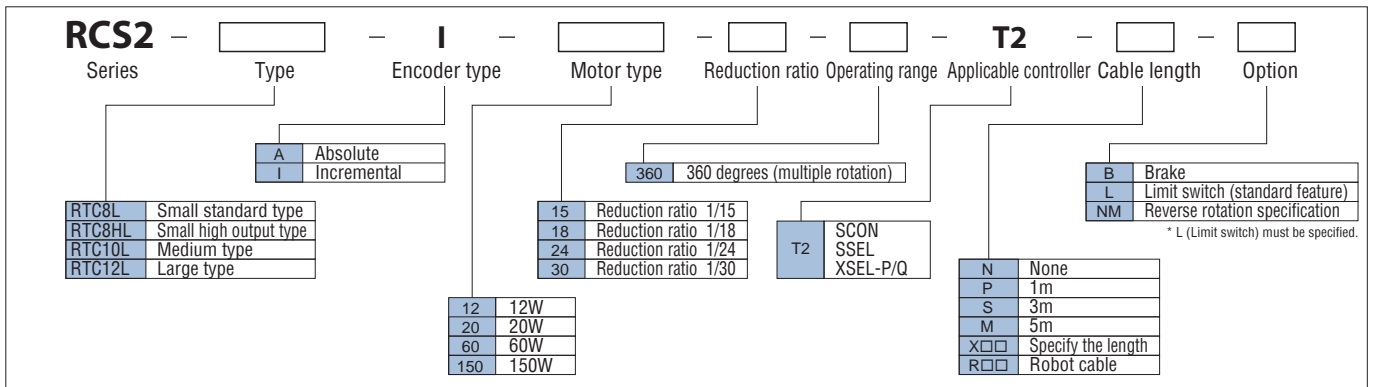 RCS2 – – I – – – – T2 – –
Series Type Encoder type Motor type Reduction ratio Operating range Applicable controller Cable length Option
A Absolute
I Incremental
RTC8L Small standard type
RTC8HL Small high output type
RTC10L Medium type
RTC12L Large type
12 12W
20 20W
60 60W
150 150W
15 Reduction ratio 1/15
18 Reduction ratio 1/18
24 Reduction ratio 1/24
30 Reduction ratio 1/30
360 360 degrees (multiple rotation)
T2 SCON
SSEL
XSEL-P/Q
N None
P 1m
S 3m
M 5m
X□□ Specify the length
R□□ Robot cable
B Brake
L Limit switch (standard feature)
NM Reverse rotation specification
* L (Limit switch) must be specified.